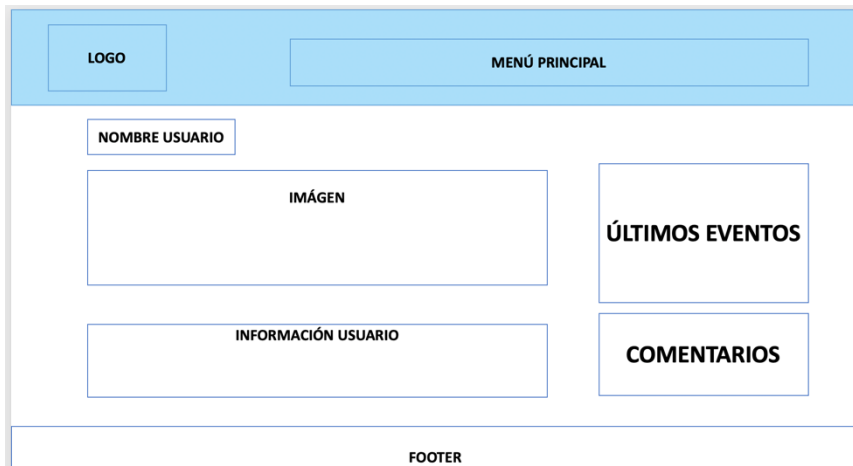 LOGO
MENÚ PRINCIPAL
NOMBRE USUARIO
IMÁGEN
ÚLTIMOS EVENTOS
INFORMACIÓN USUARIO
COMENTARIOS
FOOTER